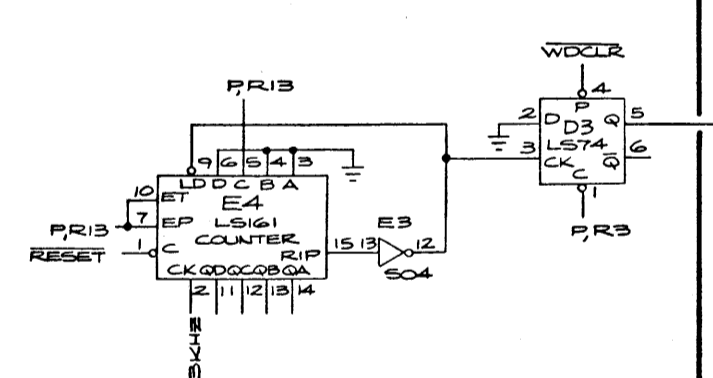 WDCLR
P,R13
4
P
2 D Q 5
D3
3 LS74 6
CK Q
C
1
P,R3
9 6 5 4 3
LD D C B A
10 ET
E4
7 EP LS161
P,R13
COUNTER
RESET 1 C
RIP 15 13 E3 12
S04
CK QD QC QB QA
2 11 12 13 14
3KHZ